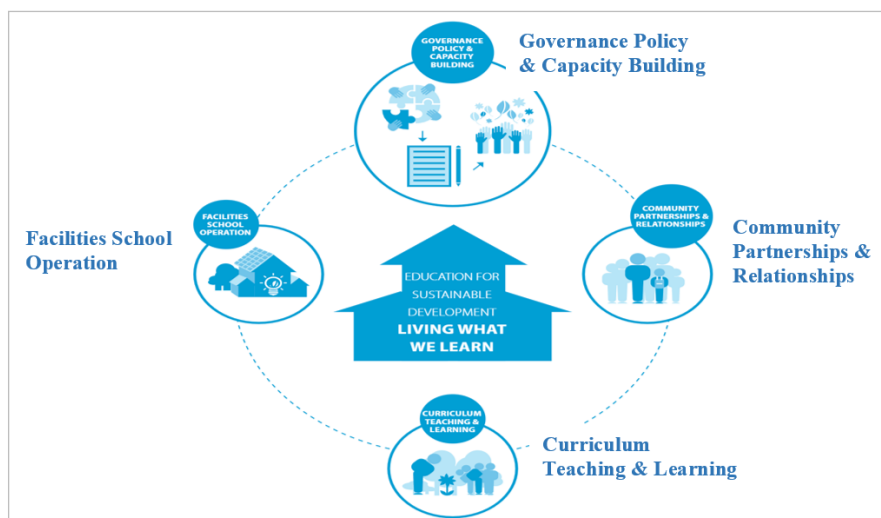 GOVERNANCE
POLICY &
CAPACITY
BUILDING
Governance Policy
& Capacity Building
FACILITIES
SCHOOL
OPERATION
Facilities School
Operation
COMMUNITY
PARTNERSHIPS &
RELATIONSHIPS
Community
Partnerships &
Relationships
EDUCATION FOR
SUSTAINABLE
DEVELOPMENT
LIVING WHAT
WE LEARN
CURRICULUM
TEACHING &
LEARNING
Curriculum
Teaching & Learning